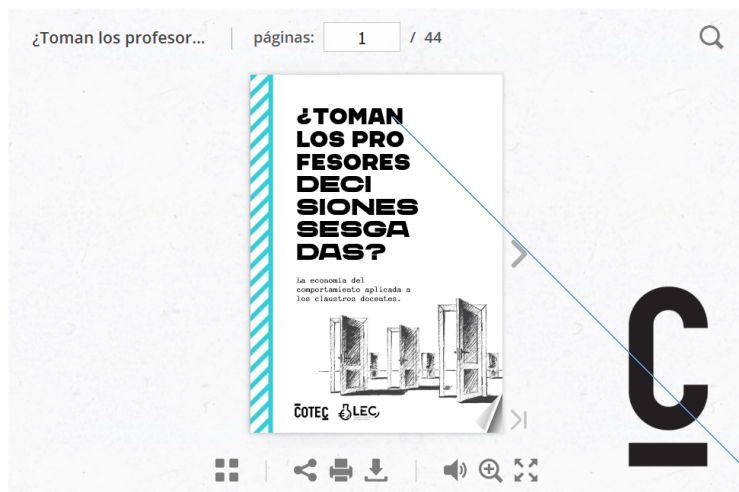 ¿Toman los profesor...
páginas: 1 / 44
¿TOMAN
LOS PRO
FESORES
DECI
SIONES
SESGA
DAS?
La economía del
comportamiento aplicada a
los claustros docentes.
COTEC
LEC
C